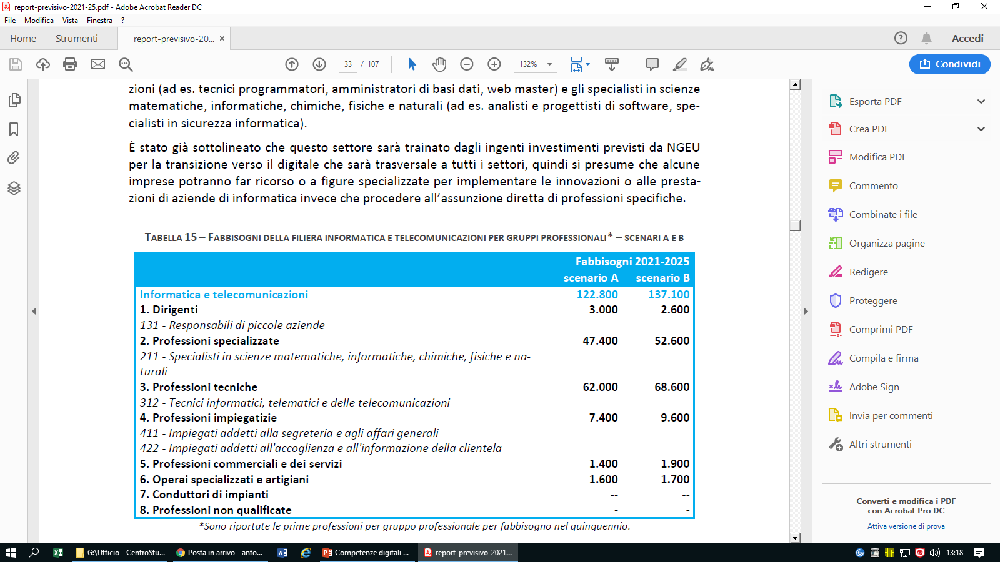 report-previsivo-2021-25.pdf - Adobe Acrobat Reader DC
File Modifica Vista Finestra ?
Home Strumenti report-previsivo-20... × ? Accedi
33 / 107 132% Condividi
zioni (ad es. tecnici programmatori, amministratori di basi dati, web master) e gli specialisti in scienze
matematiche, informatiche, chimiche, fisiche e naturali (ad es. analisti e progettisti di software, spe-
cialisti in sicurezza informatica).
È stato già sottolineato che questo settore sarà trainato dagli ingenti investimenti previsti da NGEU
per la transizione verso il digitale che sarà trasversale a tutti i settori, quindi si presume che alcune
imprese potranno far ricorso o a figure specializzate per implementare le innovazioni o alle presta-
zioni di aziende di informatica invece che procedere all’assunzione diretta di professioni specifiche.
TABELLA 15 – FABBISOGNI DELLA FILIERA INFORMATICA E TELECOMUNICAZIONI PER GRUPPI PROFESSIONALI* – SCENARI A E B
Fabbisogni 2021-2025
scenario A scenario B
Informatica e telecomunicazioni 122.800 137.100
1. Dirigenti 3.000 2.600
131 - Responsabili di piccole aziende
2. Professioni specializzate 47.400 52.600
211 - Specialisti in scienze matematiche, informatiche, chimiche, fisiche e na-
turali
3. Professioni tecniche 62.000 68.600
312 - Tecnici informatici, telematici e delle telecomunicazioni
4. Professioni impiegatizie 7.400 9.600
411 - Impiegati addetti alla segreteria e agli affari generali
422 - Impiegati addetti all'accoglienza e all'informazione della clientela
5. Professioni commerciali e dei servizi 1.400 1.900
6. Operai specializzati e artigiani 1.600 1.700
7. Conduttori di impianti -- --
8. Professioni non qualificate - -
*Sono riportate le prime professioni per gruppo professionale per fabbisogno nel quinquennio.
Esporta PDF
Crea PDF
Modifica PDF
Commento
Combinate i file
Organizza pagine
Redigere
Proteggere
Comprimi PDF
Compila e firma
Adobe Sign
Invia per commenti
Altri strumenti
Converti e modifica i PDF
con Acrobat Pro DC
Attiva versione di prova
G:\Ufficio - CentroStu... Posta in arrivo - anto... Competenze digitali ... report-previsivo-2021... 13:18